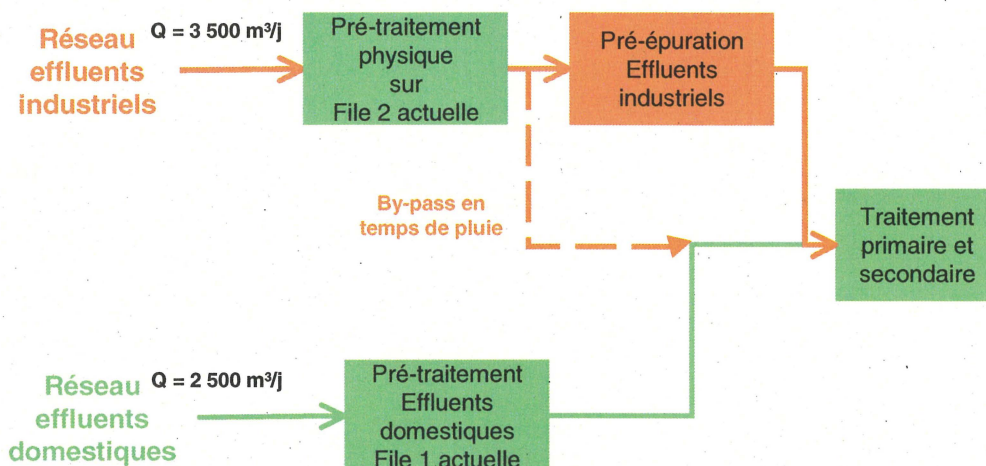 Réseau
effluents
industriels
Q = 3 500 m³/j
Pré-traitement
physique
sur
File 2 actuelle
Pré-épuration
Effluents
industriels
By-pass en
temps de pluie
Traitement
primaire et
secondaire
Réseau
effluents
domestiques
Q = 2 500 m³/j
Pré-traitement
Effluents
domestiques
File 1 actuelle